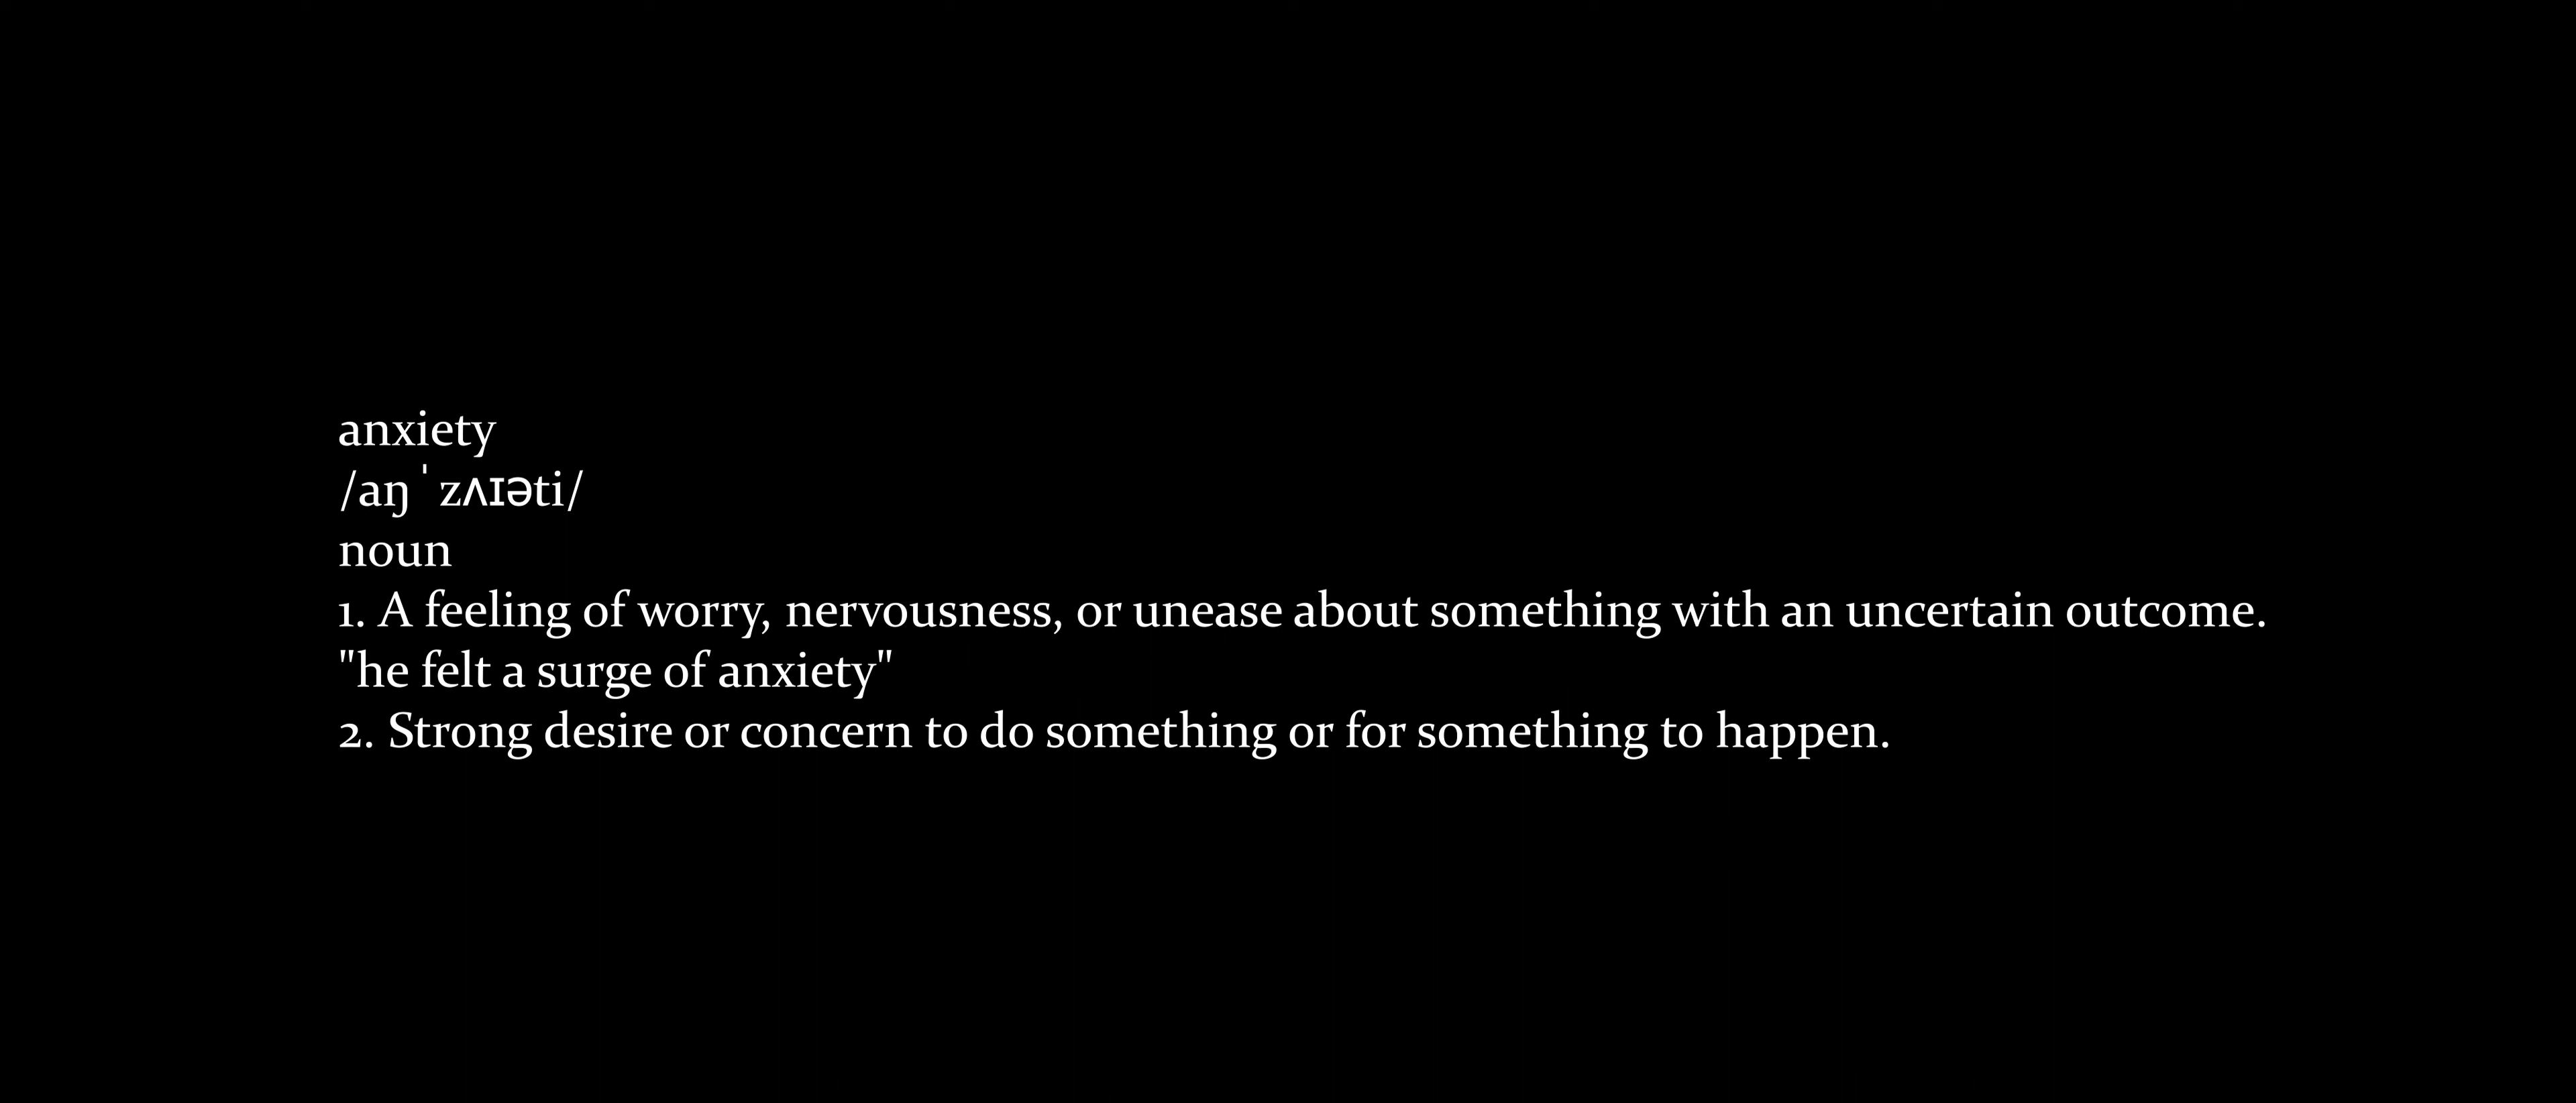 anxiety
/aŋˈzʌɪəti/
noun
1. A feeling of worry, nervousness, or unease about something with an uncertain outcome.
"he felt a surge of anxiety"
2. Strong desire or concern to do something or for something to happen.